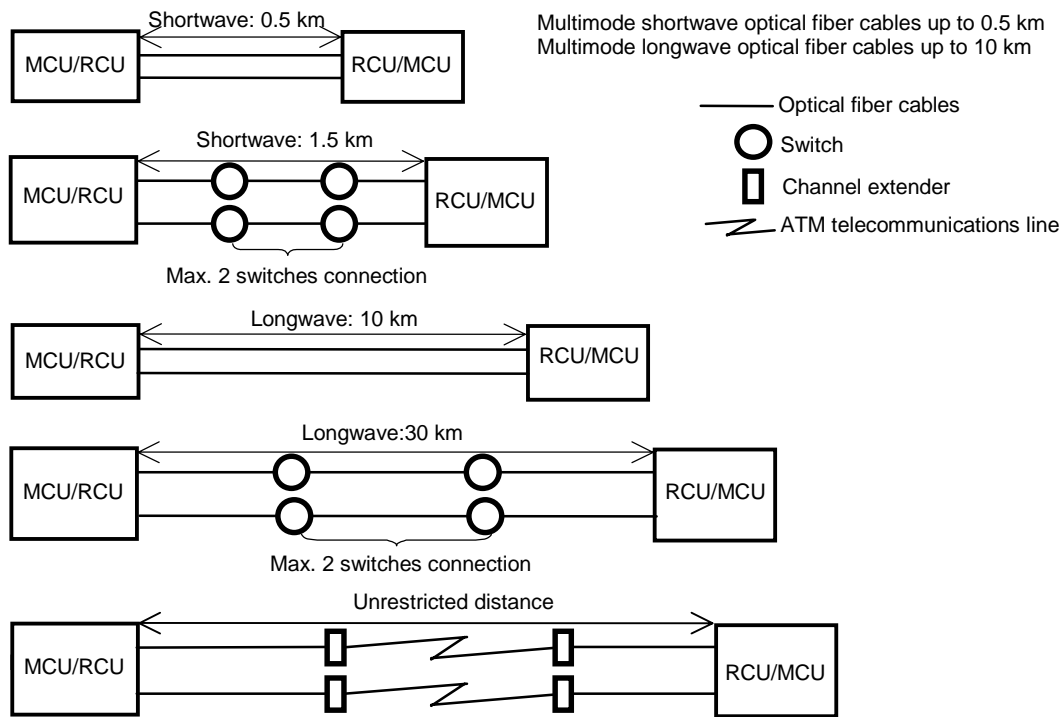 Shortwave: 0.5 km
Multimode shortwave optical fiber cables up to 0.5 km
Multimode longwave optical fiber cables up to 10 km
MCU/RCU
RCU/MCU
Optical fiber cables
Switch
Channel extender
ATM telecommunications line
Shortwave: 1.5 km
MCU/RCU
RCU/MCU
Max. 2 switches connection
Longwave: 10 km
MCU/RCU
RCU/MCU
Longwave:30 km
MCU/RCU
RCU/MCU
Max. 2 switches connection
Unrestricted distance
MCU/RCU
RCU/MCU